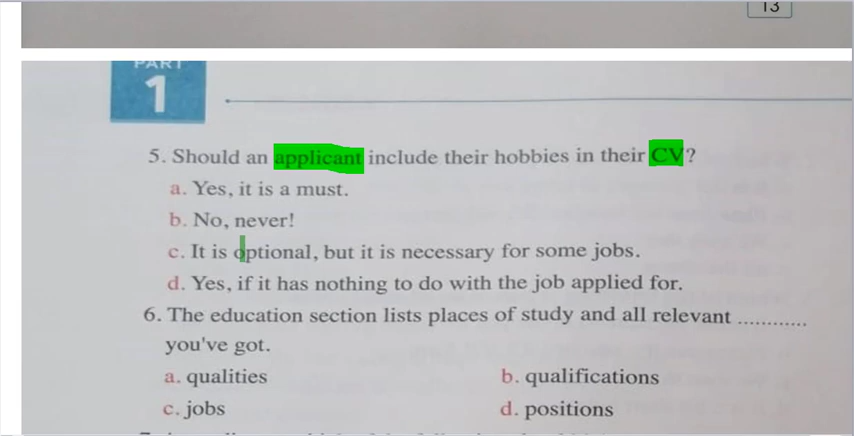 13
PART
1
5. Should an applicant include their hobbies in their CV?
a. Yes, it is a must.
b. No, never!
c. It is optional, but it is necessary for some jobs.
d. Yes, if it has nothing to do with the job applied for.
6. The education section lists places of study and all relevant ............
you've got.
a. qualities
b. qualifications
c. jobs
d. positions